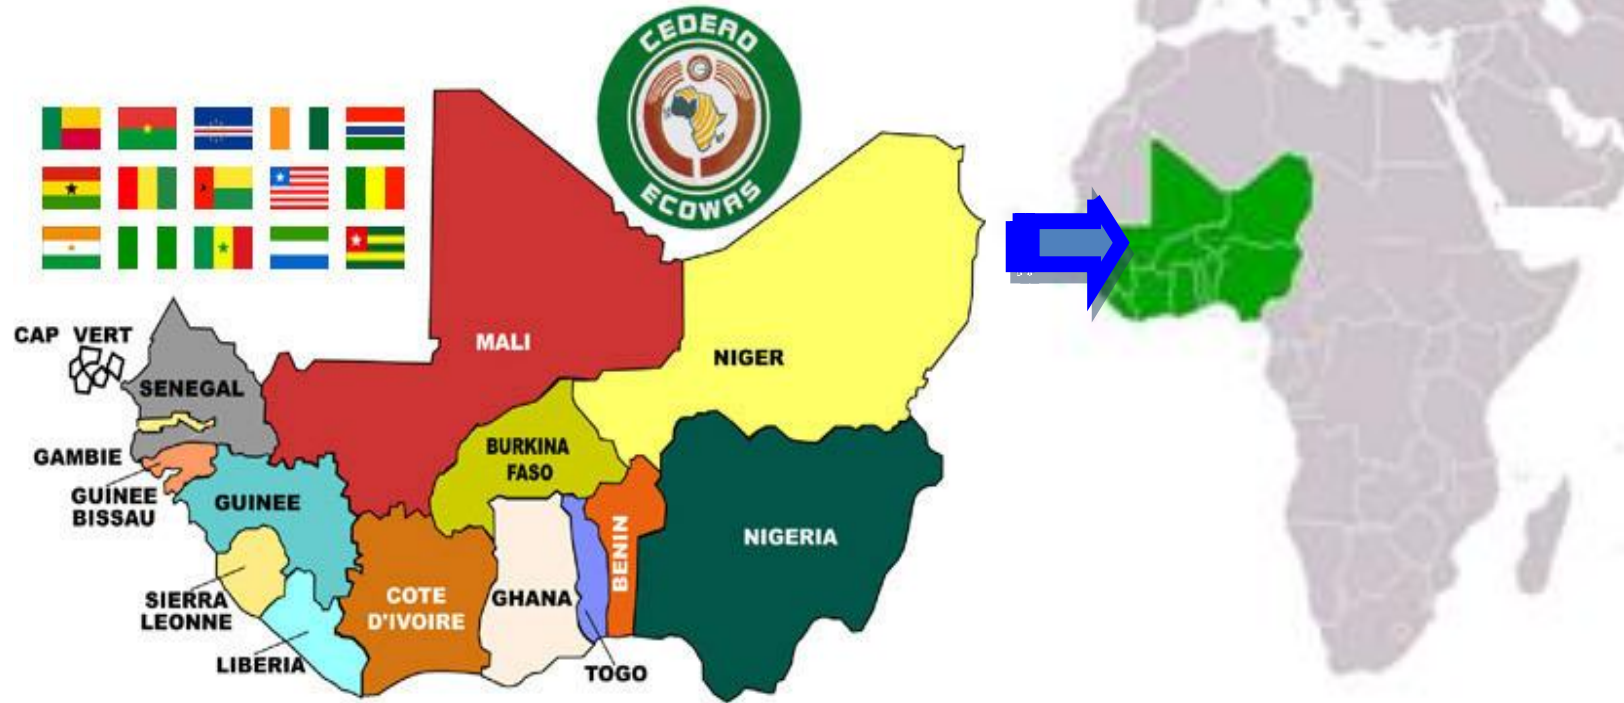 CEDEAO
ECOWAS
MALI
NIGER
CAP VERT
SENEGAL
GAMBIE
GUINEE
BISSAU
GUINEE
BURKINA
FASO
NIGERIA
BENIN
SIERRA
LEONNE
COTE
D'IVOIRE
GHANA
LIBERIA
TOGO